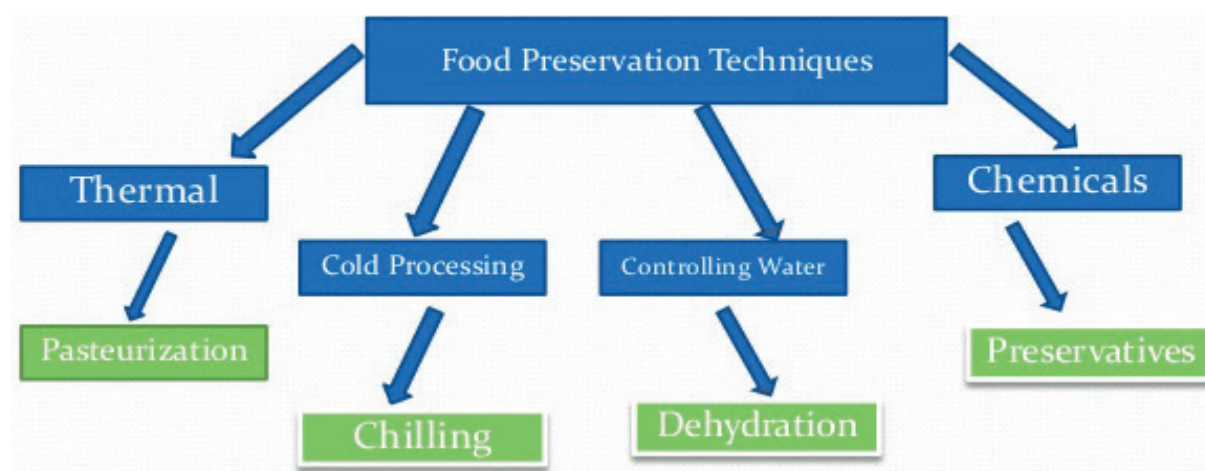 Food Preservation Techniques
Thermal
Chemicals
Cold Processing
Controlling Water
Pasteurization
Preservatives
Chilling
Dehydration